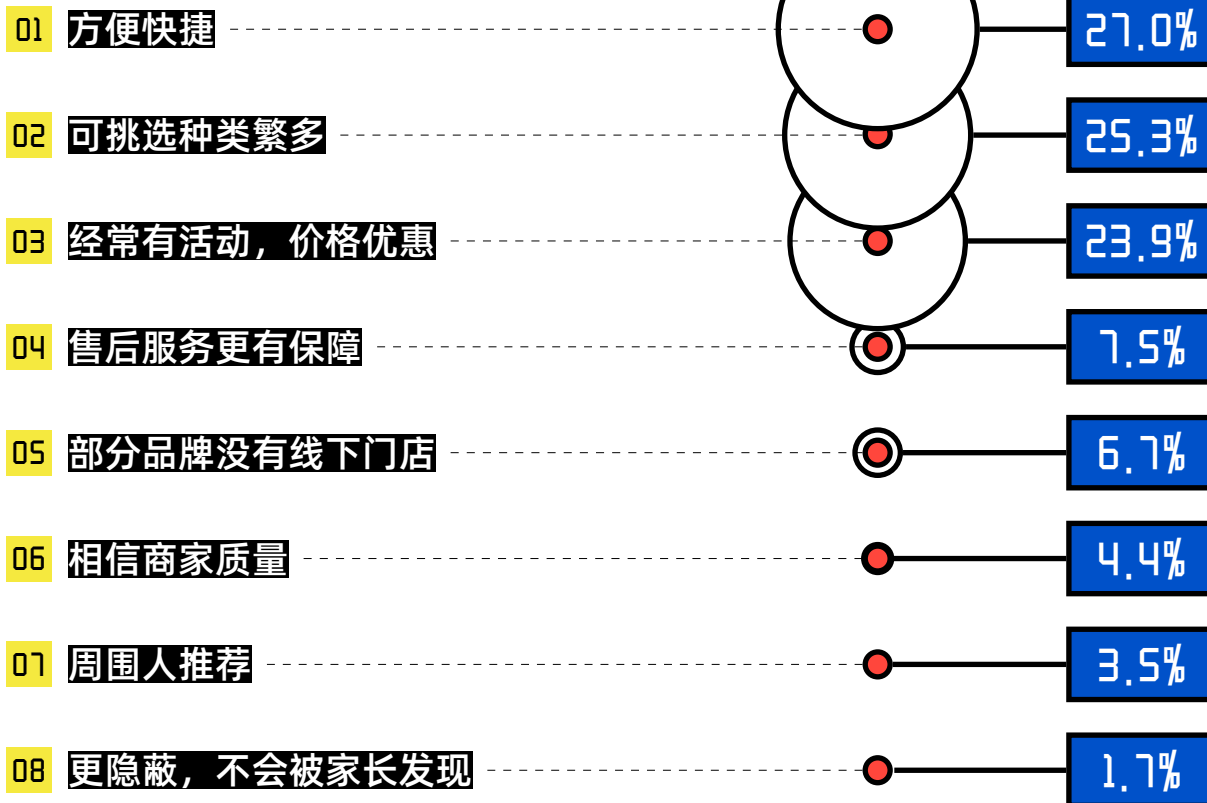 01 方便快捷 27.0%
02 可挑选种类繁多 25.3%
03 经常有活动，价格优惠 23.9%
04 售后服务更有保障 7.5%
05 部分品牌没有线下门店 6.7%
06 相信商家质量 4.4%
07 周围人推荐 3.5%
08 更隐蔽，不会被家长发现 1.7%